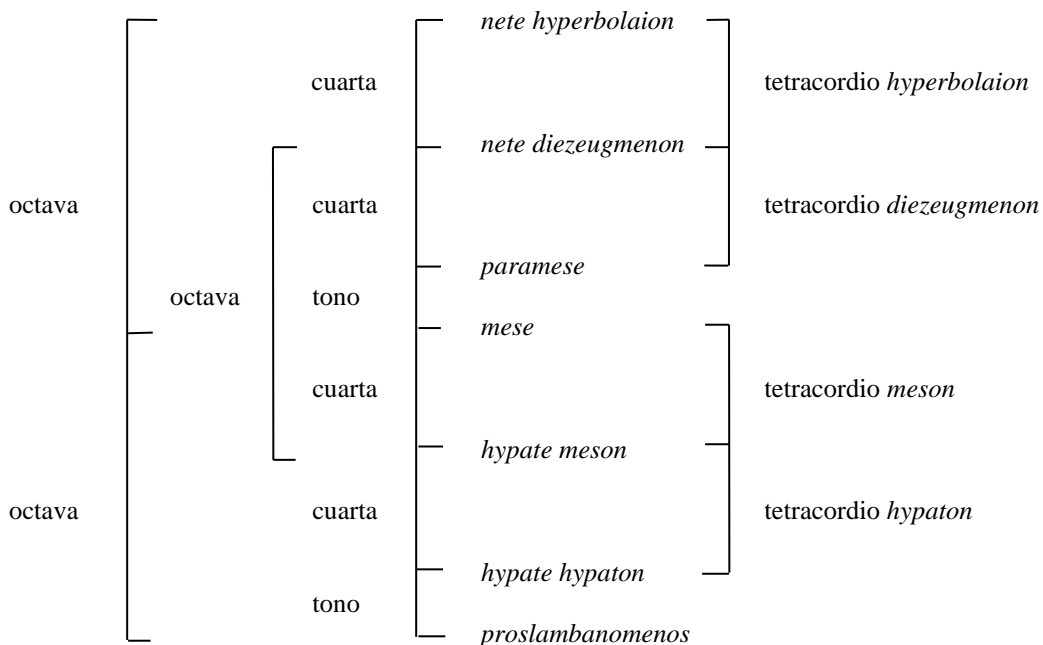 nete hyperbolaion
cuarta tetracordio hyperbolaion
nete diezeugmenon
octava cuarta tetracordio diezeugmenon
paramese
octava tono
mese
cuarta tetracordio meson
hypate meson
octava cuarta tetracordio hypaton
hypate hypaton
tono
proslambanomenos